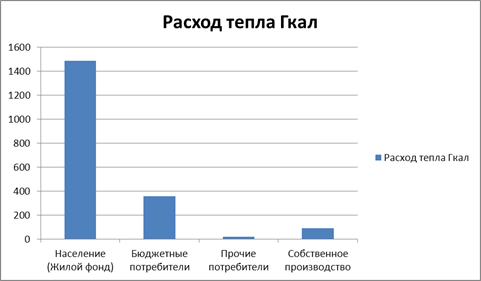 Расход тепла Гкал
1600
1400
1200
1000
800
600
400
200
0
Население
(Жилой фонд)
Бюджетные
потребители
Прочие
потребители
Собственное
производство
Расход тепла Гкал